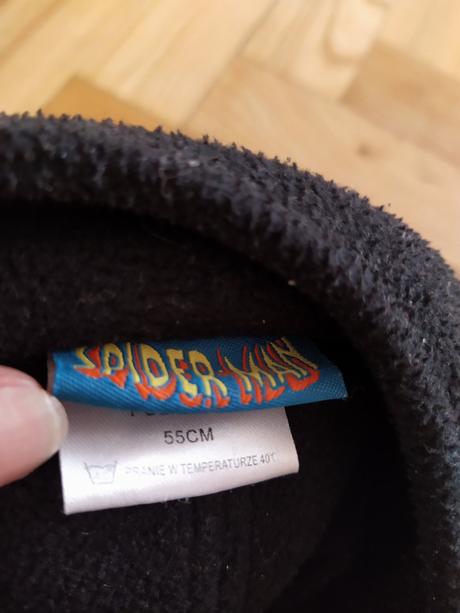 SPIDER-MAN
55CM
PRANIE W TEMPERATURZE 40°C